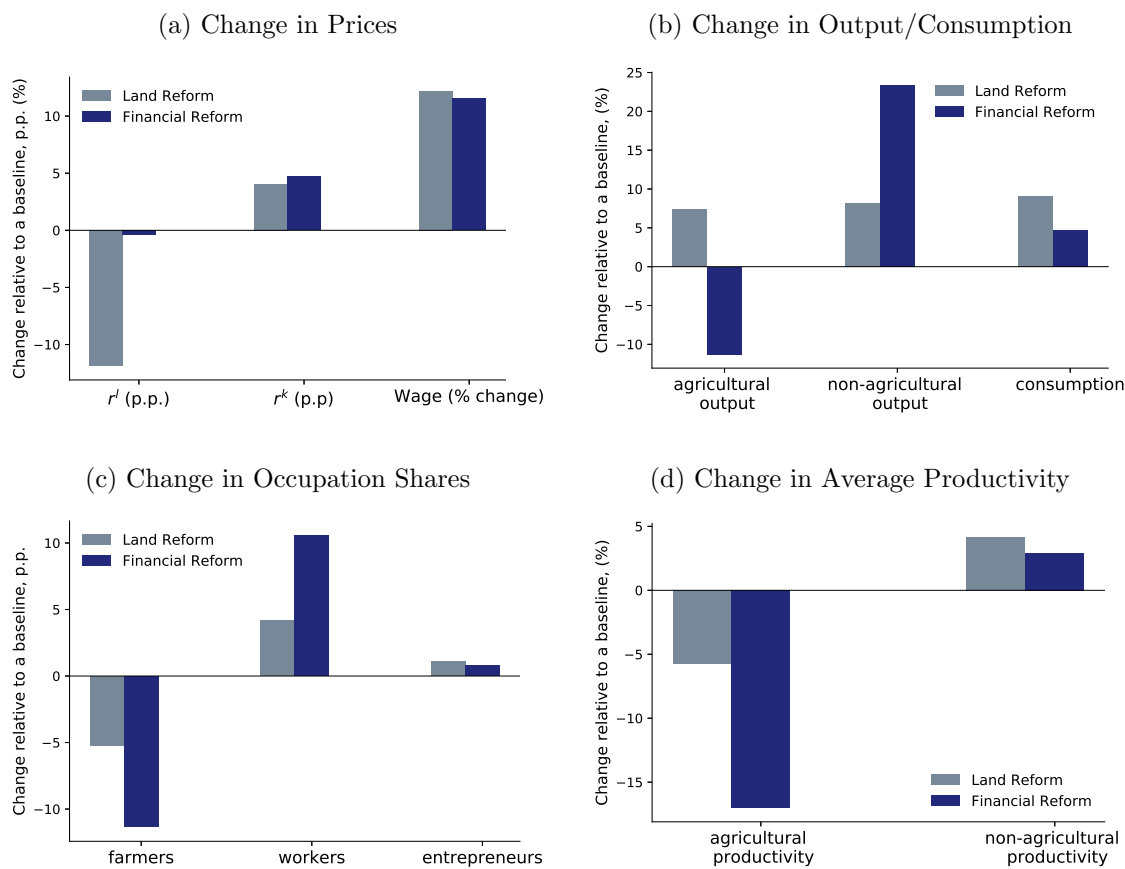 (a) Change in Prices
Change relative to a baseline, p.p. (%)
10
5
0
−5
−10
Land Reform
Financial Reform
r^l (p.p.)
r^k (p.p)
Wage (% change)
(b) Change in Output/Consumption
Change relative to a baseline, (%)
25
20
15
10
5
0
−5
−10
Land Reform
Financial Reform
agricultural
output
non-agricultural
output
consumption
(c) Change in Occupation Shares
Change relative to a baseline, p.p.
10
5
0
−5
−10
Land Reform
Financial Reform
farmers
workers
entrepreneurs
(d) Change in Average Productivity
Change relative to a baseline, (%)
5
0
−5
−10
−15
Land Reform
Financial Reform
agricultural
productivity
non-agricultural
productivity